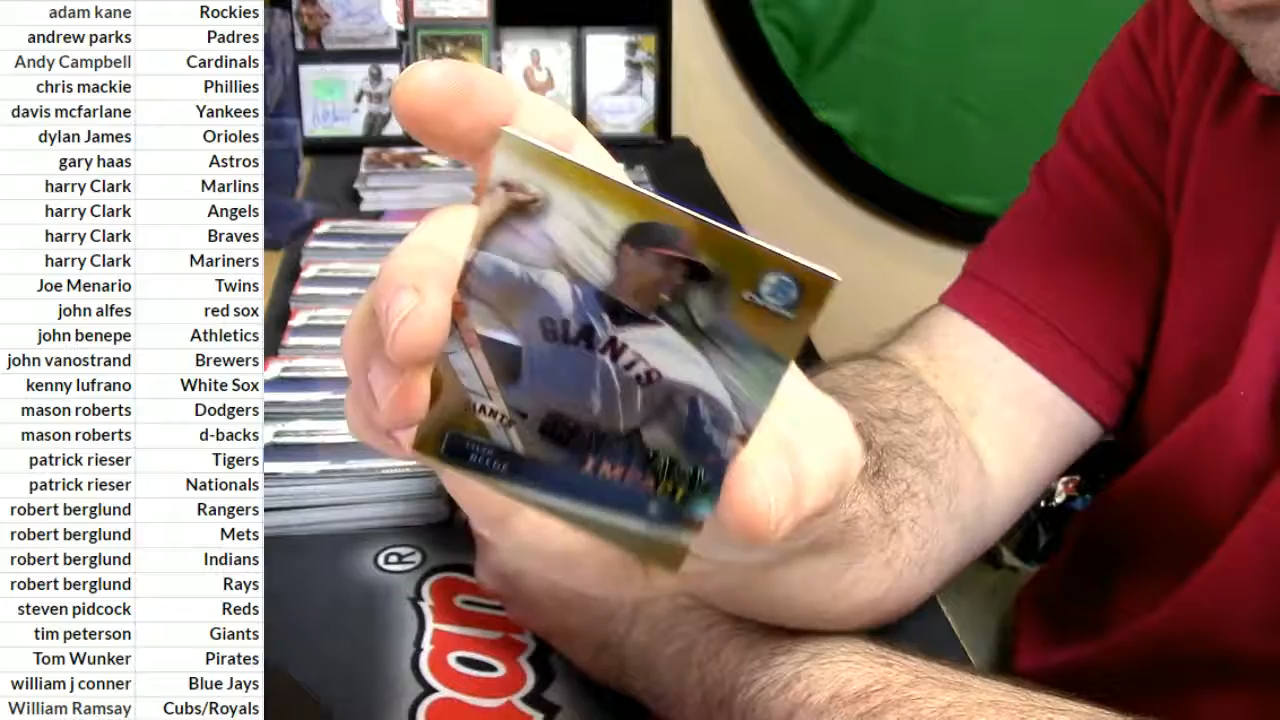 adam kane Rockies
andrew parks Padres
Andy Campbell Cardinals
chris mackie Phillies
davis mcfarlane Yankees
dylan James Orioles
gary haas Astros
harry Clark Marlins
harry Clark Angels
harry Clark Braves
harry Clark Mariners
Joe Menario Twins
john alfes red sox
john benepe Athletics
john vanostrand Brewers
kenny lufrano White Sox
mason roberts Dodgers
mason roberts d-backs
patrick rieser Tigers
patrick rieser Nationals
robert berglund Rangers
robert berglund Mets
robert berglund Indians
robert berglund Rays
steven pidcock Reds
tim peterson Giants
Tom Wunker Pirates
william j conner Blue Jays
William Ramsay Cubs/Royals
GIANTS
GIANTS
BEEDE
®